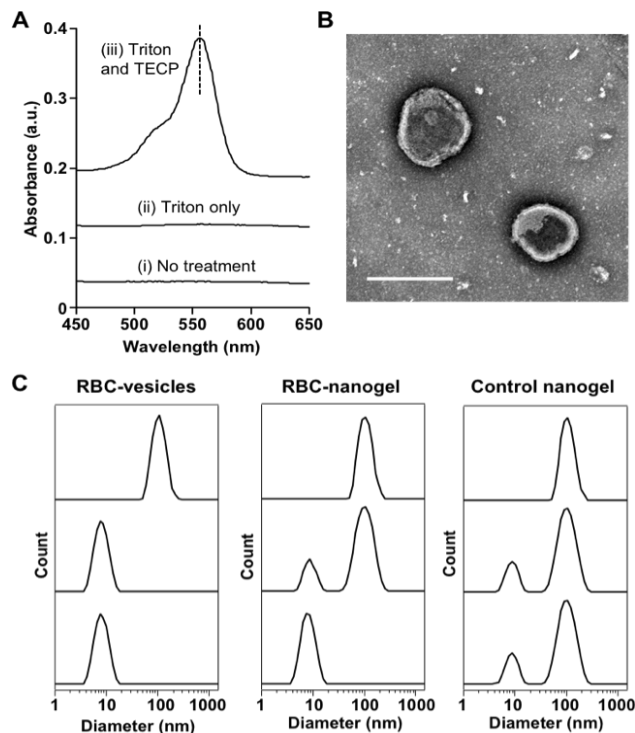 A
B
0.4
(iii) Triton
and TECP
0.3
Absorbance (a.u.)
0.2
(ii) Triton only
0.1
(i) No treatment
0
450 500 550 600 650
Wavelength (nm)
C
RBC-vesicles
RBC-nanogel
Control nanogel
Count
Count
Count
1 10 100 1000
1 10 100 1000
1 10 100 1000
Diameter (nm)
Diameter (nm)
Diameter (nm)